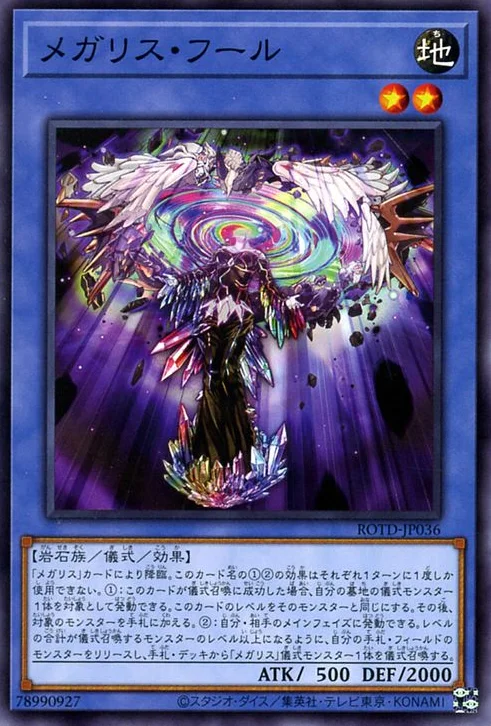 メガリス・フール
地
ROTD-JP036
【岩石族/儀式/効果】
「メガリス」カードにより降臨。このカード名の①②の効果はそれぞれ1ターンに1度しか
使用できない。①:このカードが儀式召喚に成功した場合、自分の墓地の儀式モンスター
1体を対象として発動できる。このカードのレベルをそのモンスターと同じにする。その後、
対象のモンスターを手札に加える。②:自分・相手のメインフェイズに発動できる。レベル
の合計が儀式召喚するモンスターのレベル以上になるように、自分の手札・フィールドの
モンスターをリリースし、手札・デッキから「メガリス」儀式モンスター1体を儀式召喚する。
ATK/ 500 DEF/2000
78990927 ©スタジオ・ダイス/集英社・テレビ東京・KONAMI